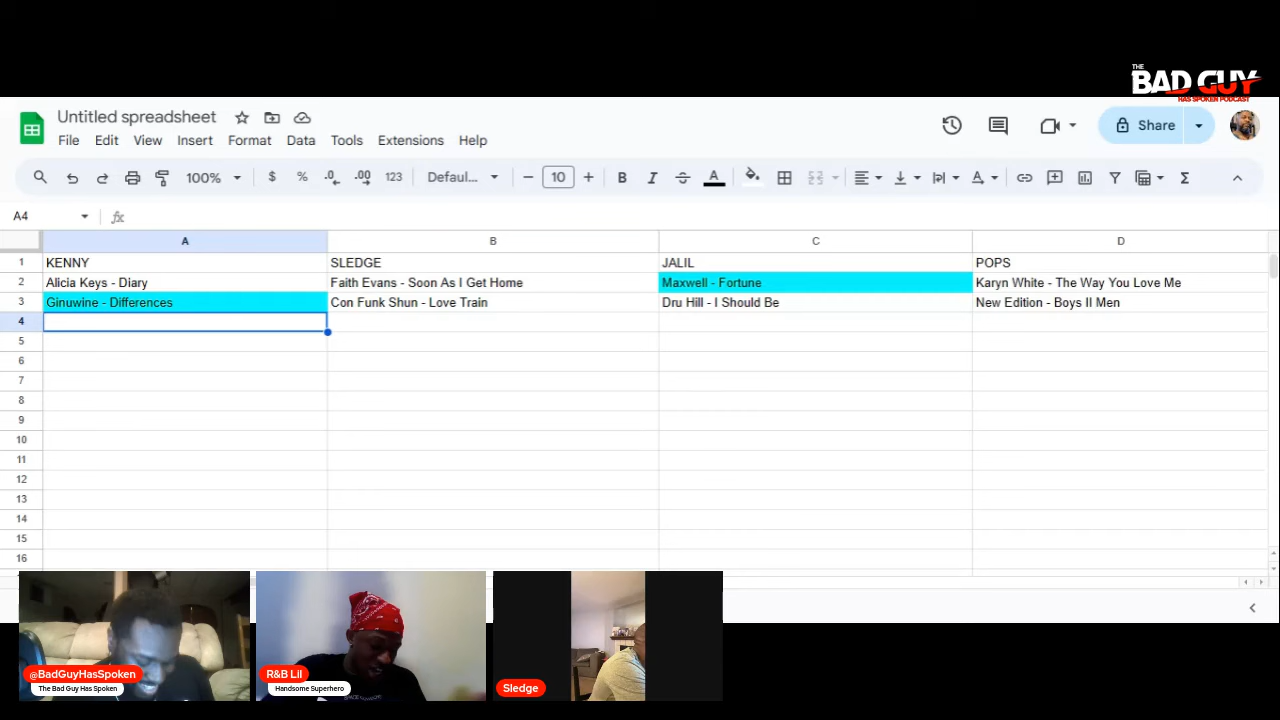 THE
BAD GUY
HAS SPOKEN PODCAST
Untitled spreadsheet
File Edit View Insert Format Data Tools Extensions Help
Share
100% $ % .0 .00 123 Defaul... 10 B I S A A Σ
A4 fx
A B C D
1 KENNY SLEDGE JALIL POPS
2 Alicia Keys - Diary Faith Evans - Soon As I Get Home Maxwell - Fortune Karyn White - The Way You Love Me
3 Ginuwine - Differences Con Funk Shun - Love Train Dru Hill - I Should Be New Edition - Boys II Men
4
5
6
7
8
9
10
11
12
13
14
15
16
@BadGuyHasSpoken
The Bad Guy Has Spoken
R&B Lil
Handsome Superhero
Sledge